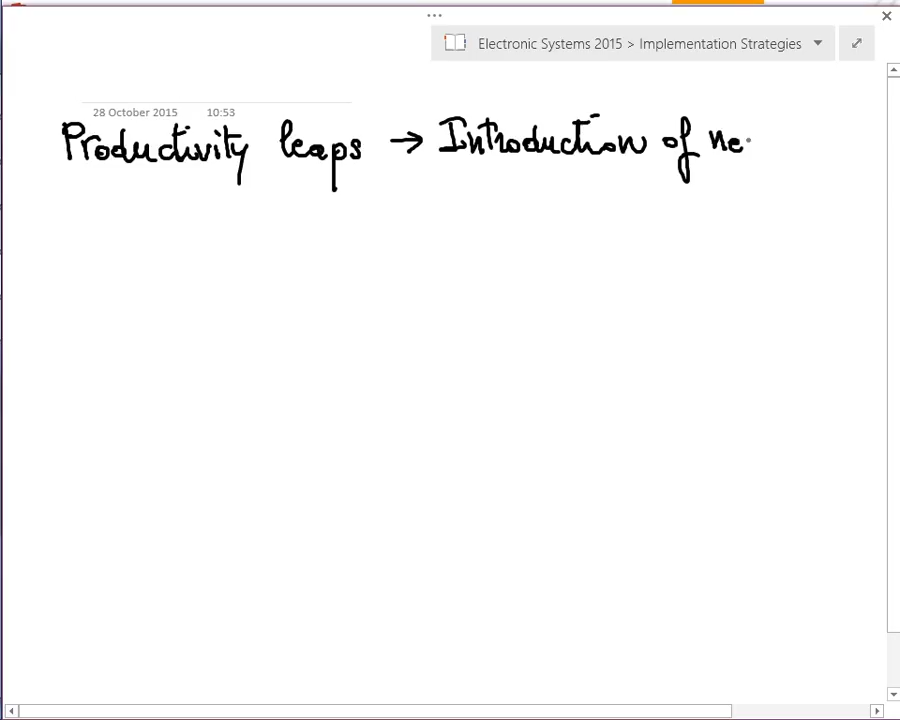 Electronic Systems 2015 > Implementation Strategies
28 October 2015 10:53
Productivity leaps → Introduction of ne